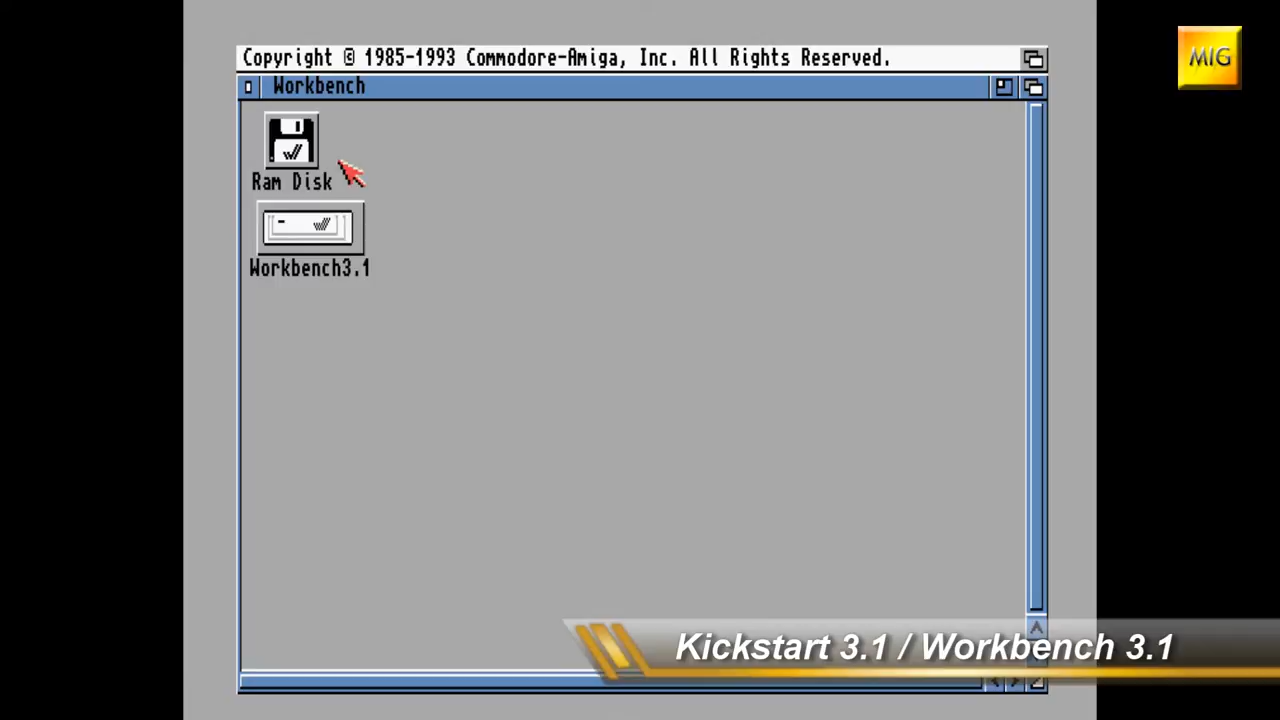 Copyright © 1985-1993 Commodore-Amiga, Inc. All Rights Reserved.
MIG
Workbench
Ram Disk
Workbench3.1
Kickstart 3.1 / Workbench 3.1